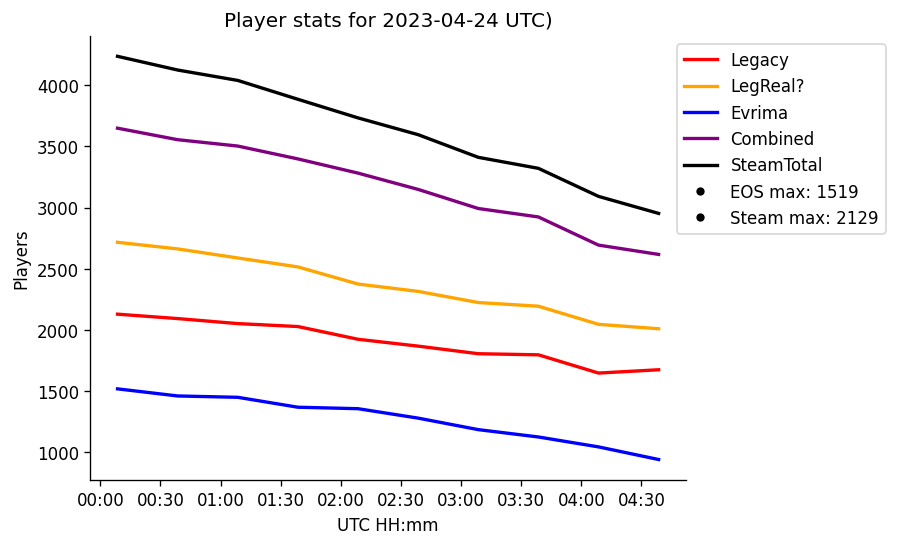 Player stats for 2023-04-24 UTC)
Legacy
LegReal?
Evrima
Combined
SteamTotal
EOS max: 1519
Steam max: 2129
Players
4000
3500
3000
2500
2000
1500
1000
00:00 00:30 01:00 01:30 02:00 02:30 03:00 03:30 04:00 04:30
UTC HH:mm